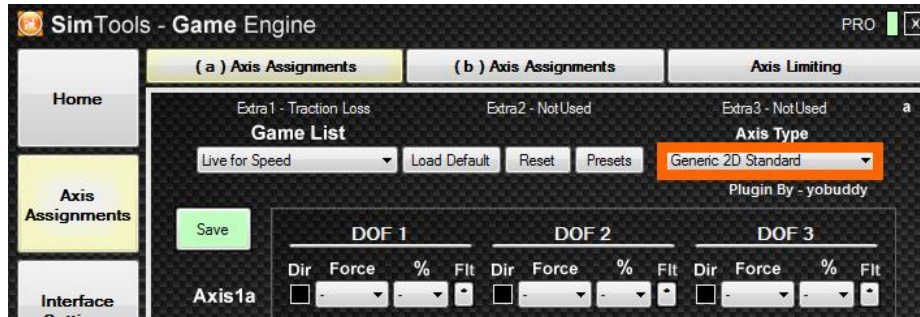 SimTools - Game Engine PRO
( a ) Axis Assignments ( b ) Axis Assignments Axis Limiting
Home
Extra1 - Traction Loss Extra2 - NotUsed Extra3 - NotUsed a
Game List Axis Type
Live for Speed Load Default Reset Presets Generic 2D Standard
Plugin By - yobuddy
Axis
Assignments
Save DOF 1 DOF 2 DOF 3
Dir Force % Flt Dir Force % Flt Dir Force % Flt
Axis1a - - * - - * - - *
Interface